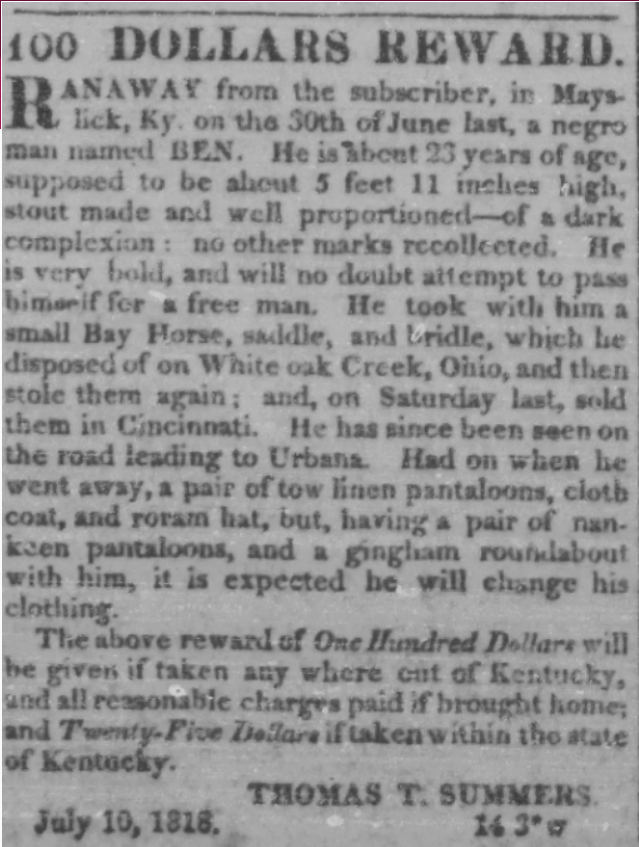 100 DOLLARS REWARD.
RANAWAY from the subscriber, in Mays-
lick, Ky. on the 30th of June last, a negro
man named BEN. He is about 23 years of age,
supposed to be about 5 feet 11 inches high,
stout made and well proportioned—of a dark
complexion: no other marks recollected. He
is very bold, and will no doubt attempt to pass
himself for a free man. He took with him a
small Bay Horse, saddle, and bridle, which he
disposed of on White oak Creek, Ohio, and then
stole them again; and, on Saturday last, sold
them in Cincinnati. He has since been seen on
the road leading to Urbana. Had on when he
went away, a pair of tow linen pantaloons, cloth
coat, and roram hat, but, having a pair of nan-
keen pantaloons, and a gingham roundabout
with him, it is expected he will change his
clothing.
The above reward of One Hundred Dollars will
be given if taken any where out of Kentucky,
and all reasonable charges paid if brought home;
and Twenty-Five Dollars if taken within the state
of Kentucky.
THOMAS T. SUMMERS.
July 10, 1818.